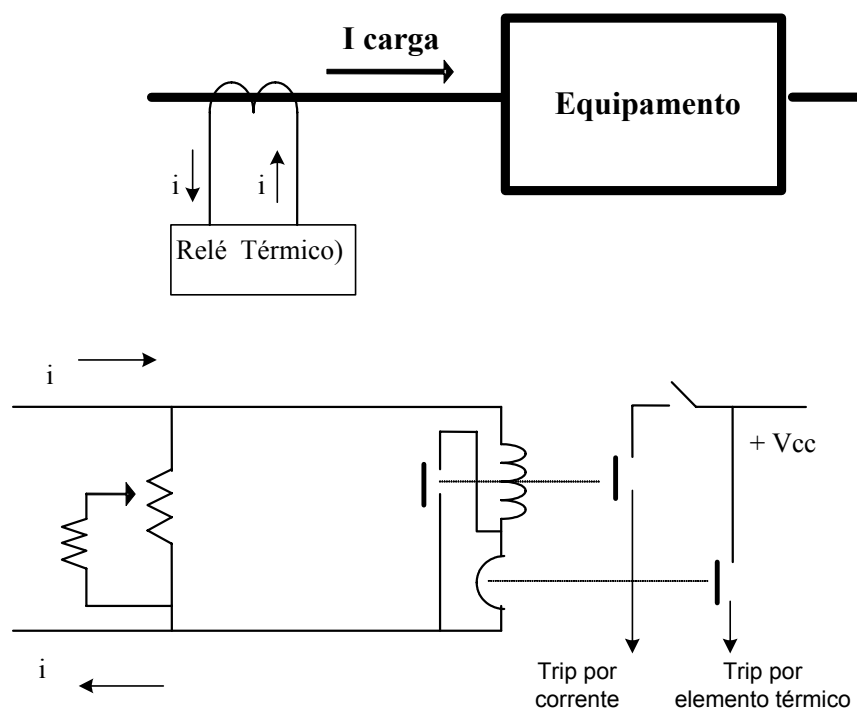 I carga
Equipamento
i
i
Relé Térmico)
i
+ Vcc
i
Trip por
corrente
Trip por
elemento térmico